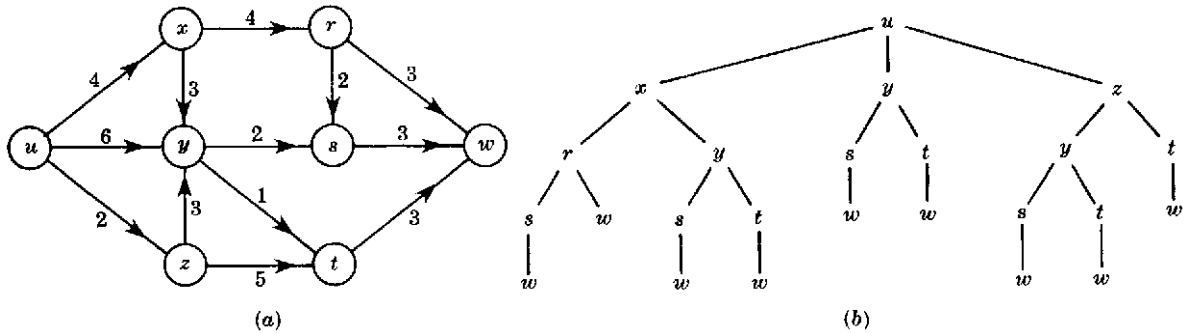 x 4 r
4 3 2 3
u 6 y 2 s 3 w
2 3 1 3
z 5 t
(a)
u
x y z
r y s t y t
s w s t w w s t w
w w w w w
(b)